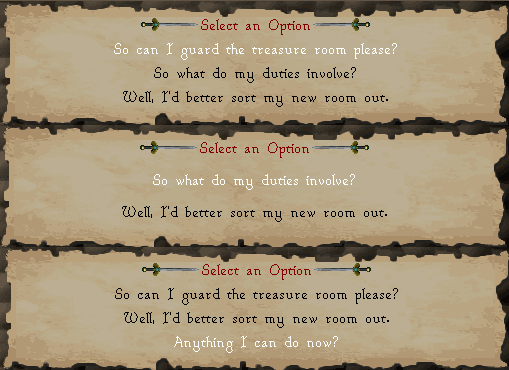 Select an Option
So can I guard the treasure room please?
So what do my duties involve?
Well, I'd better sort my new room out.
Select an Option
So what do my duties involve?
Well, I'd better sort my new room out.
Select an Option
So can I guard the treasure room please?
Well, I'd better sort my new room out.
Anything I can do now?